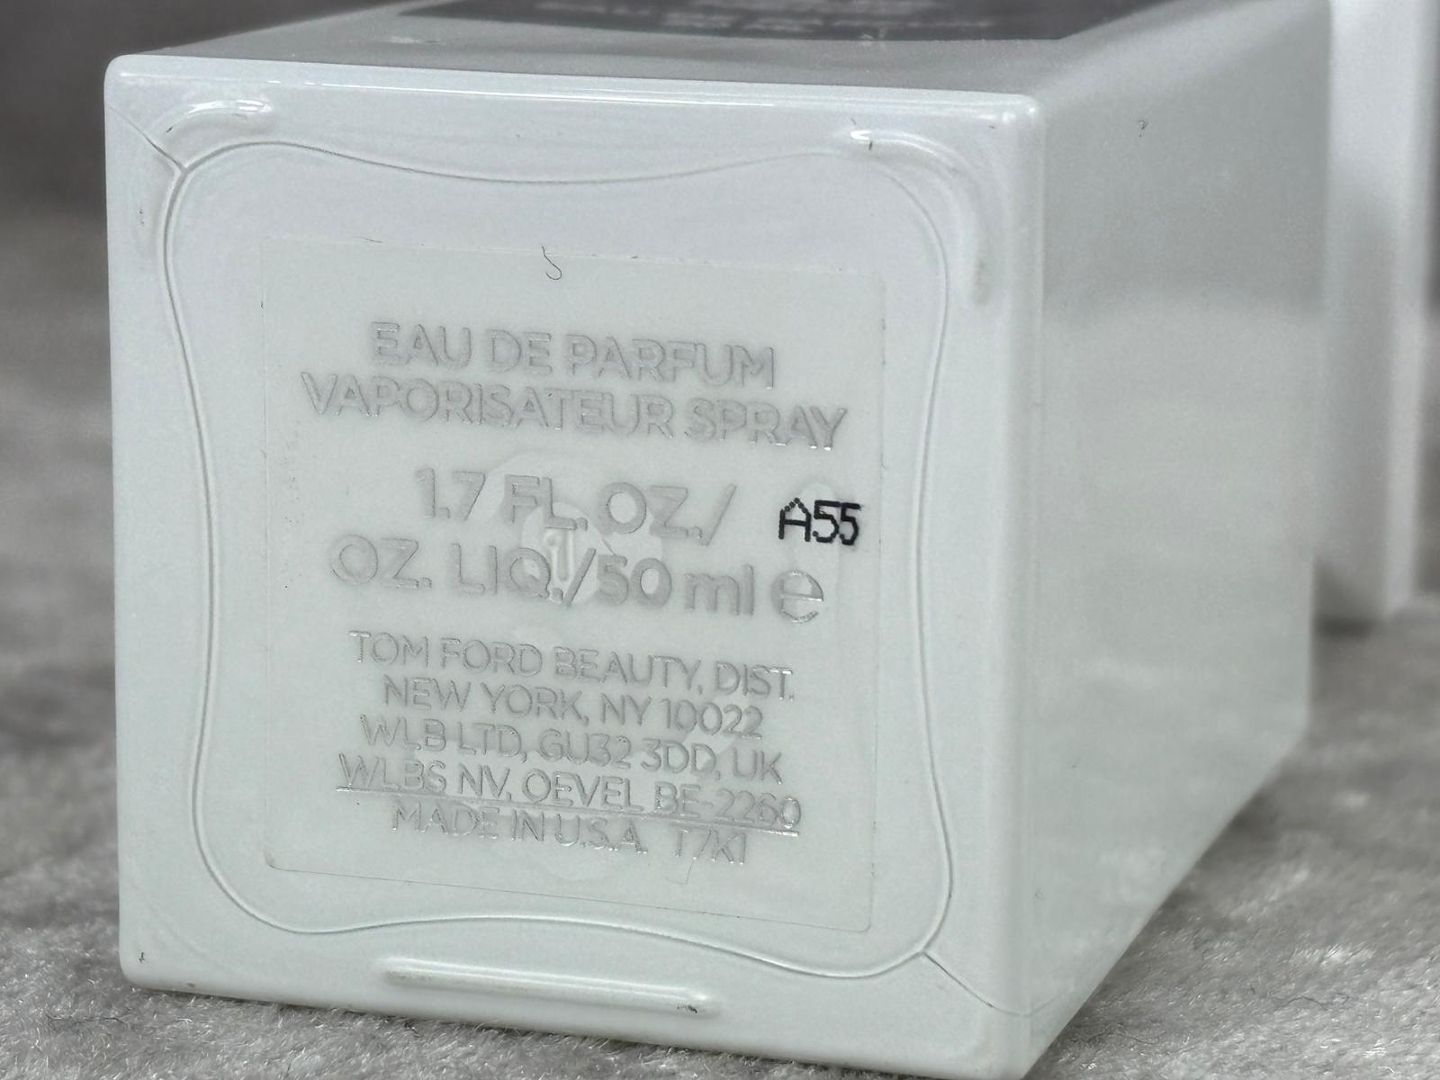 EAU DE PARFUM
VAPORISATEUR SPRAY
1.7 FL. OZ./
A55
OZ. LIQ./50 ml e
TOM FORD BEAUTY, DIST.
NEW YORK, NY 10022
WLB LTD, GU32 3DD, UK
WLBS NV, OEVEL BE-2260
MADE IN U.S.A. T7K1